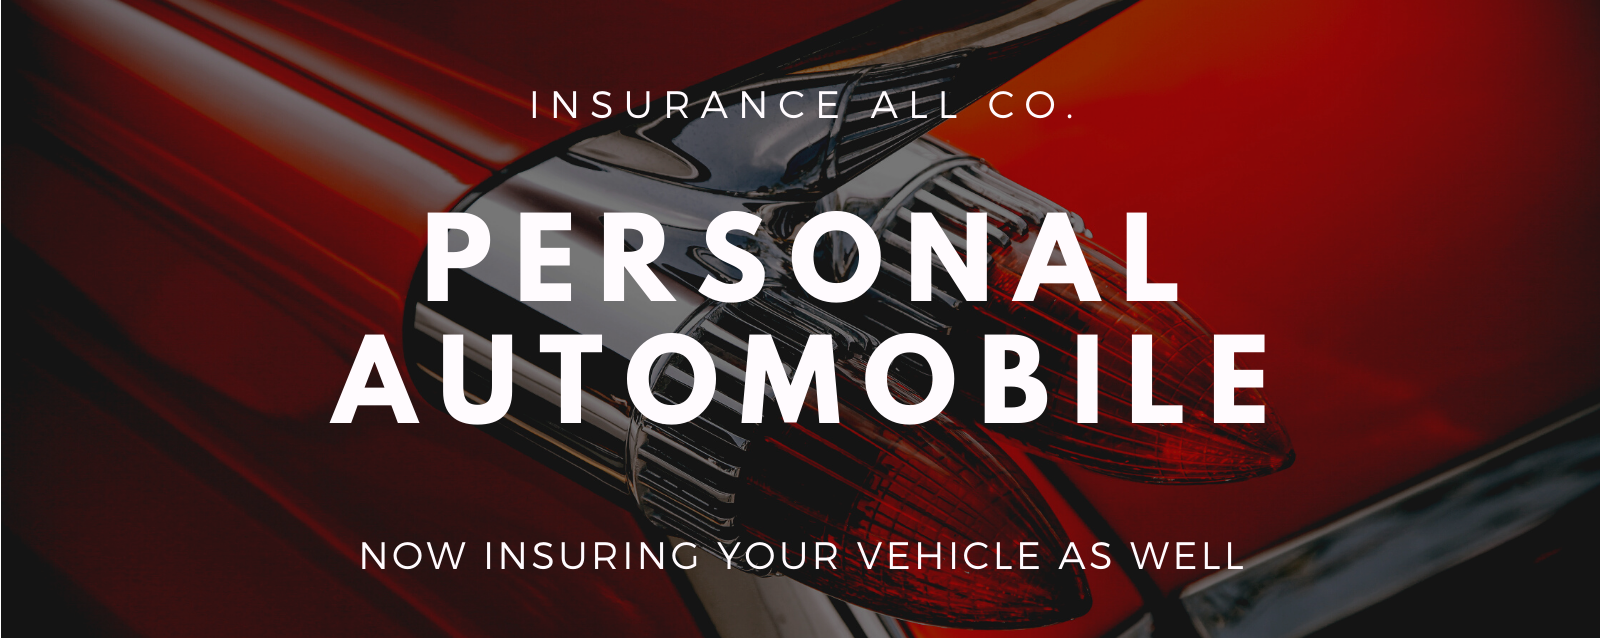 INSURANCE ALL CO.
PERSONAL
AUTOMOBILE
NOW INSURING YOUR VEHICLE AS WELL